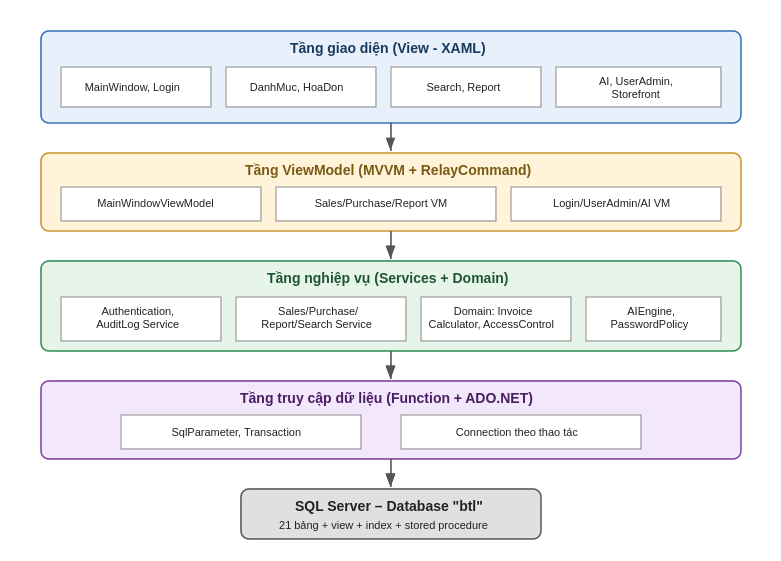 Tầng giao diện (View - XAML)
MainWindow, Login
DanhMuc, HoaDon
Search, Report
AI, UserAdmin,
Storefront
Tầng ViewModel (MVVM + RelayCommand)
MainWindowViewModel
Sales/Purchase/Report VM
Login/UserAdmin/AI VM
Tầng nghiệp vụ (Services + Domain)
Authentication,
AuditLog Service
Sales/Purchase/
Report/Search Service
Domain: Invoice
Calculator, AccessControl
AIEngine,
PasswordPolicy
Tầng truy cập dữ liệu (Function + ADO.NET)
SqlParameter, Transaction
Connection theo thao tác
SQL Server – Database "btl"
21 bảng + view + index + stored procedure